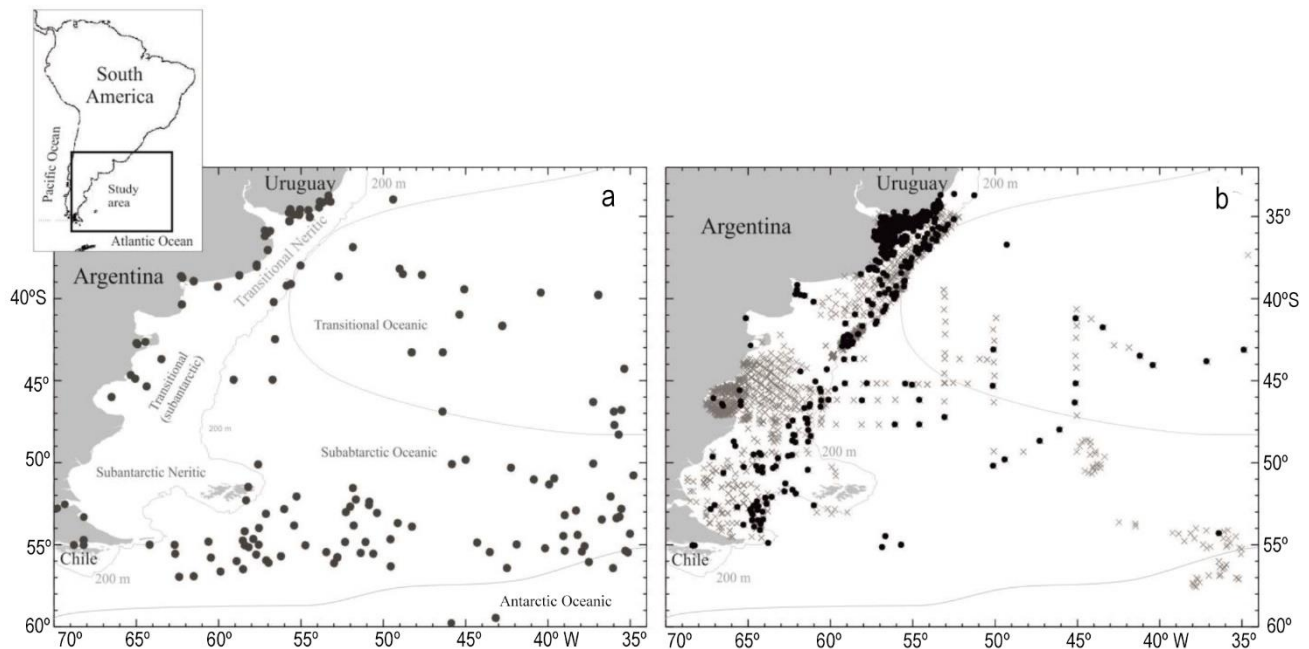 South
America
Pacific Ocean
Study
area
Atlantic Ocean
Uruguay
200 m
a
Argentina
Transitional Neritic
40ºS
Transitional Oceanic
Transitional
(subantarctic)
45º
200 m
50º
Subabtarctic Oceanic
Subantarctic Neritic
55º
Chile
200 m
Antarctic Oceanic
60º
70º 65º 60º 55º 50º 45º 40º W 35º
Uruguay
200 m
b
35º
Argentina
40ºS
45º
200 m
50º
55º
Chile
200 m
60º
70º 65º 60º 55º 50º 45º 40º W 35º